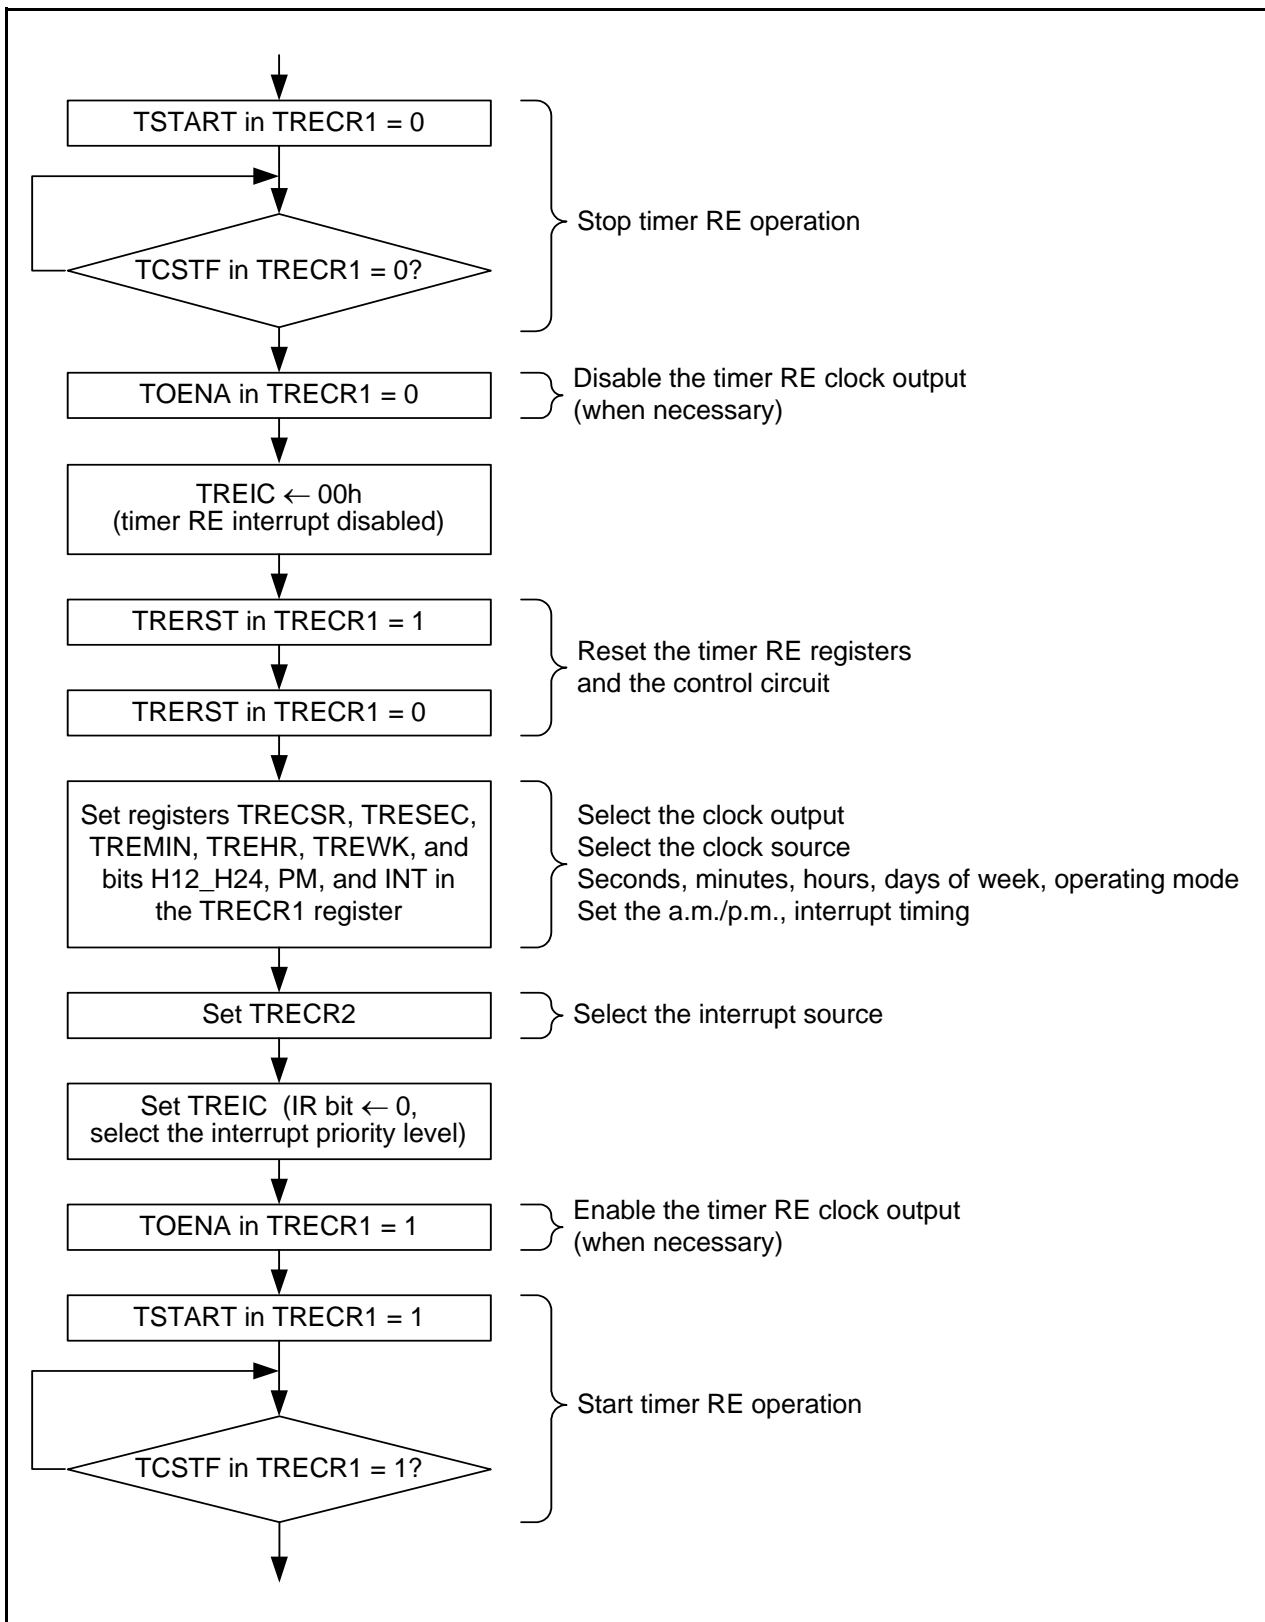 TSTART in TRECR1 = 0
TCSTF in TRECR1 = 0?
Stop timer RE operation
TOENA in TRECR1 = 0
Disable the timer RE clock output
(when necessary)
TREIC ← 00h
(timer RE interrupt disabled)
TRERST in TRECR1 = 1
TRERST in TRECR1 = 0
Reset the timer RE registers
and the control circuit
Set registers TRECSR, TRESEC,
TREMIN, TREHR, TREWK, and
bits H12_H24, PM, and INT in
the TRECR1 register
Select the clock output
Select the clock source
Seconds, minutes, hours, days of week, operating mode
Set the a.m./p.m., interrupt timing
Set TRECR2
Select the interrupt source
Set TREIC (IR bit ← 0,
select the interrupt priority level)
TOENA in TRECR1 = 1
Enable the timer RE clock output
(when necessary)
TSTART in TRECR1 = 1
TCSTF in TRECR1 = 1?
Start timer RE operation